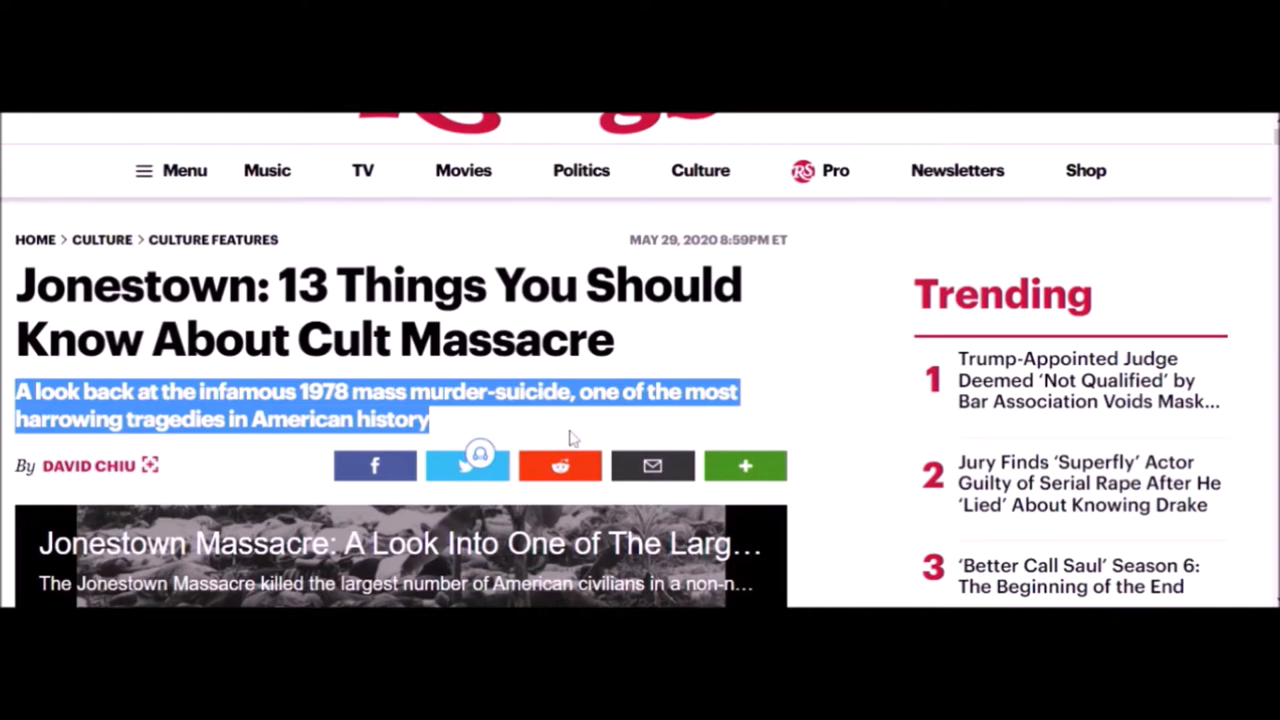 Menu Music TV Movies Politics Culture RS Pro Newsletters Shop
HOME > CULTURE > CULTURE FEATURES
MAY 29, 2020 8:59PM ET
Jonestown: 13 Things You Should
Know About Cult Massacre
A look back at the infamous 1978 mass murder-suicide, one of the most
harrowing tragedies in American history
By DAVID CHIU
f
Jonestown Massacre: A Look Into One of The Larg...
The Jonestown Massacre killed the largest number of American civilians in a non-n...
Trending
1
Trump-Appointed Judge
Deemed ‘Not Qualified’ by
Bar Association Voids Mask...
2
Jury Finds ‘Superfly’ Actor
Guilty of Serial Rape After He
‘Lied’ About Knowing Drake
3
‘Better Call Saul’ Season 6:
The Beginning of the End